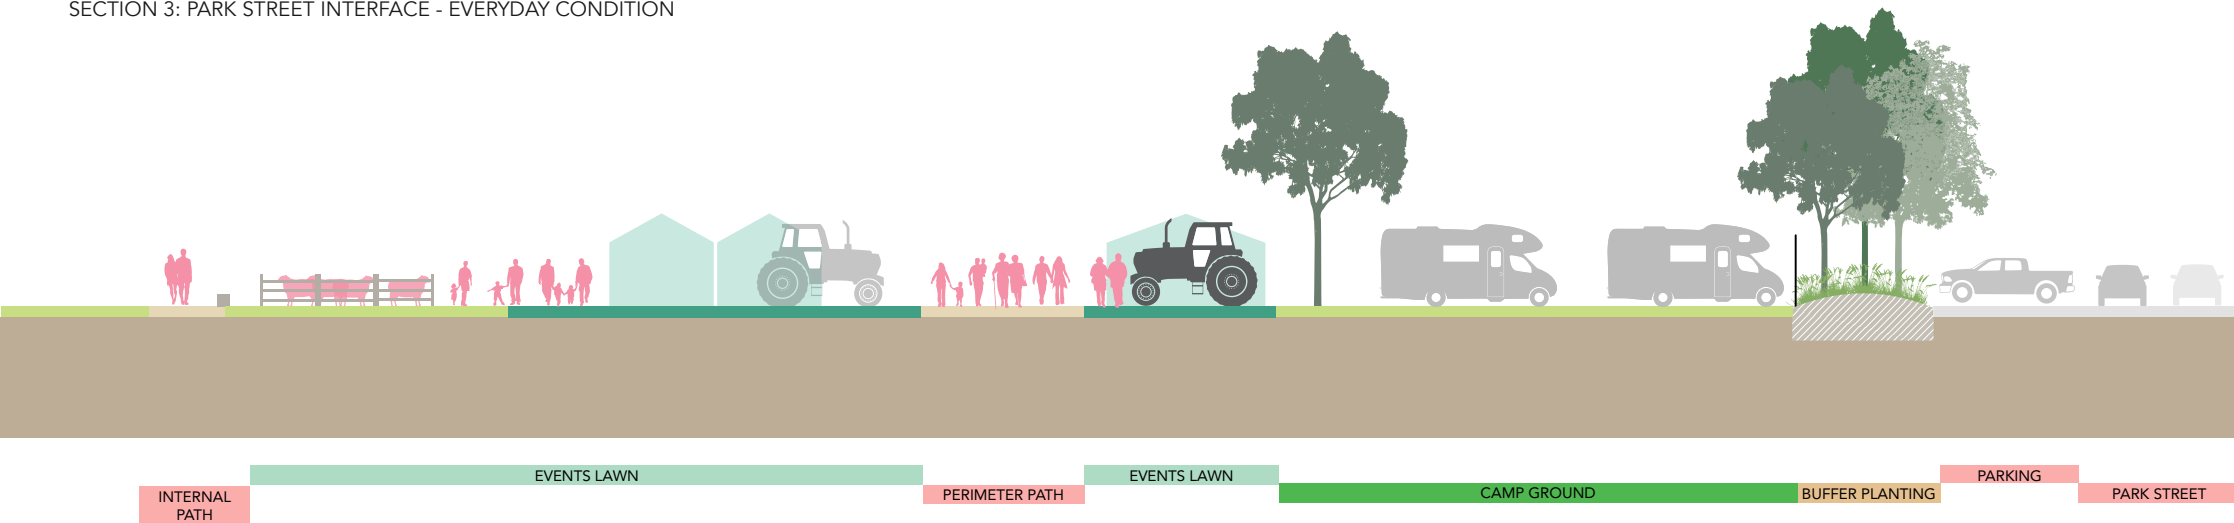 SECTION 3: PARK STREET INTERFACE - EVERYDAY CONDITION
EVENTS LAWN
EVENTS LAWN
PARKING
INTERNAL
PATH
PERIMETER PATH
CAMP GROUND
BUFFER PLANTING
PARK STREET